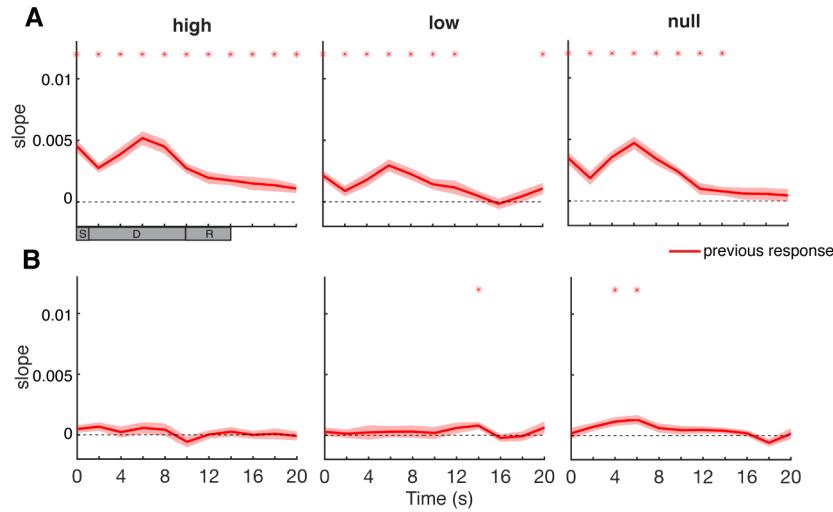 A
high
low
null
* * * * * * * * * * *
* * * * * * * *
* * * * * * * *
0.01
0.005
0
slope
S D R
previous response
B
*
* *
0.01
0.005
0
slope
0 4 8 12 16 20
0 4 8 12 16 20
0 4 8 12 16 20
Time (s)